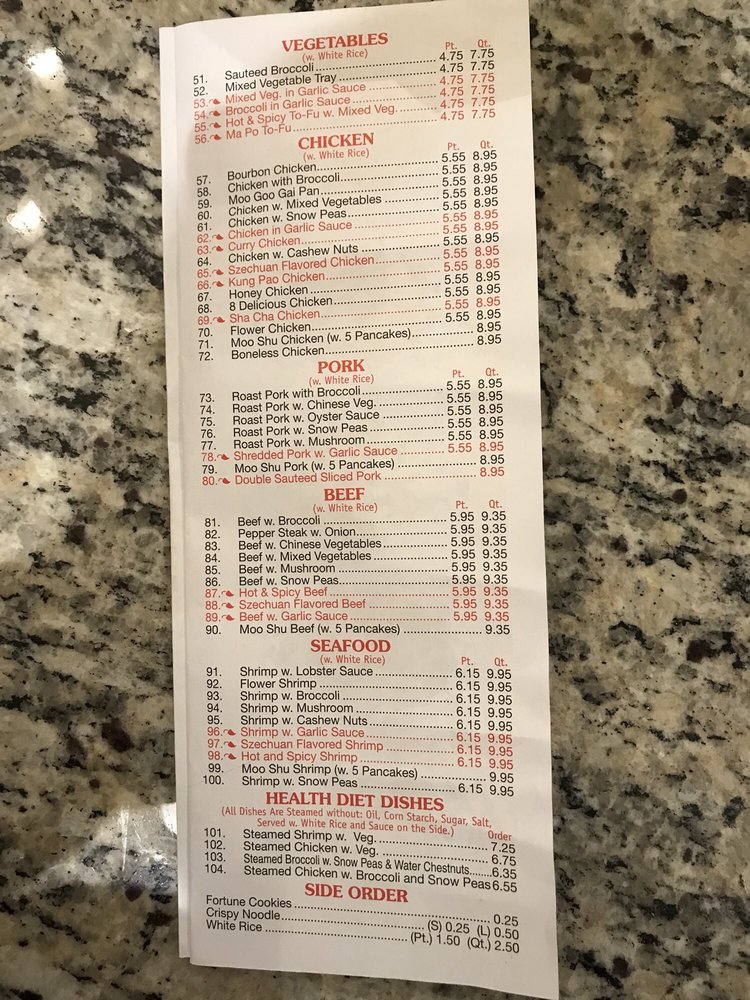 VEGETABLES
(w. White Rice)
Pt. Qt.
51. Sauteed Broccoli 4.75 7.75
52. Mixed Vegetable Tray 4.75 7.75
53. Mixed Veg. in Garlic Sauce 4.75 7.75
54. Broccoli in Garlic Sauce 4.75 7.75
55. Hot & Spicy To-Fu w. Mixed Veg. 4.75 7.75
56. Ma Po To-Fu 4.75 7.75
CHICKEN
(w. White Rice)
Pt. Qt.
57. Bourbon Chicken 5.55 8.95
58. Chicken with Broccoli 5.55 8.95
59. Moo Goo Gai Pan 5.55 8.95
60. Chicken w. Mixed Vegetables 5.55 8.95
61. Chicken w. Snow Peas 5.55 8.95
62. Chicken in Garlic Sauce 5.55 8.95
63. Curry Chicken 5.55 8.95
64. Chicken w. Cashew Nuts 5.55 8.95
65. Szechuan Flavored Chicken 5.55 8.95
66. Kung Pao Chicken 5.55 8.95
67. Honey Chicken 5.55 8.95
68. 8 Delicious Chicken 5.55 8.95
69. Sha Cha Chicken 5.55 8.95
70. Flower Chicken 5.55 8.95
71. Moo Shu Chicken (w. 5 Pancakes) 8.95
72. Boneless Chicken 8.95
PORK
(w. White Rice)
Pt. Qt.
73. Roast Pork with Broccoli 5.55 8.95
74. Roast Pork w. Chinese Veg. 5.55 8.95
75. Roast Pork w. Oyster Sauce 5.55 8.95
76. Roast Pork w. Snow Peas 5.55 8.95
77. Roast Pork w. Mushroom 5.55 8.95
78. Shredded Pork w. Garlic Sauce 5.55 8.95
79. Moo Shu Pork (w. 5 Pancakes) 8.95
80. Double Sauteed Sliced Pork 8.95
BEEF
(w. White Rice)
Pt. Qt.
81. Beef w. Broccoli 5.95 9.35
82. Pepper Steak w. Onion 5.95 9.35
83. Beef w. Chinese Vegetables 5.95 9.35
84. Beef w. Mixed Vegetables 5.95 9.35
85. Beef w. Mushroom 5.95 9.35
86. Beef w. Snow Peas 5.95 9.35
87. Hot & Spicy Beef 5.95 9.35
88. Szechuan Flavored Beef 5.95 9.35
89. Beef w. Garlic Sauce 5.95 9.35
90. Moo Shu Beef (w. 5 Pancakes) 9.35
SEAFOOD
(w. White Rice)
Pt. Qt.
91. Shrimp w. Lobster Sauce 6.15 9.95
92. Flower Shrimp 6.15 9.95
93. Shrimp w. Broccoli 6.15 9.95
94. Shrimp w. Mushroom 6.15 9.95
95. Shrimp w. Cashew Nuts 6.15 9.95
96. Shrimp w. Garlic Sauce 6.15 9.95
97. Szechuan Flavored Shrimp 6.15 9.95
98. Hot and Spicy Shrimp 6.15 9.95
99. Moo Shu Shrimp (w. 5 Pancakes) 9.95
100. Shrimp w. Snow Peas 6.15 9.95
HEALTH DIET DISHES
(All Dishes Are Steamed without: Oil, Corn Starch, Sugar, Salt,
Served w. White Rice and Sauce on the Side.)
Order
101. Steamed Shrimp w. Veg. 7.25
102. Steamed Chicken w. Veg. 6.75
103. Steamed Broccoli w. Snow Peas & Water Chestnuts 6.35
104. Steamed Chicken w. Broccoli and Snow Peas 6.55
SIDE ORDER
Fortune Cookies 0.25
Crispy Noodle (S) 0.25 (L) 0.50
White Rice (Pt.) 1.50 (Qt.) 2.50